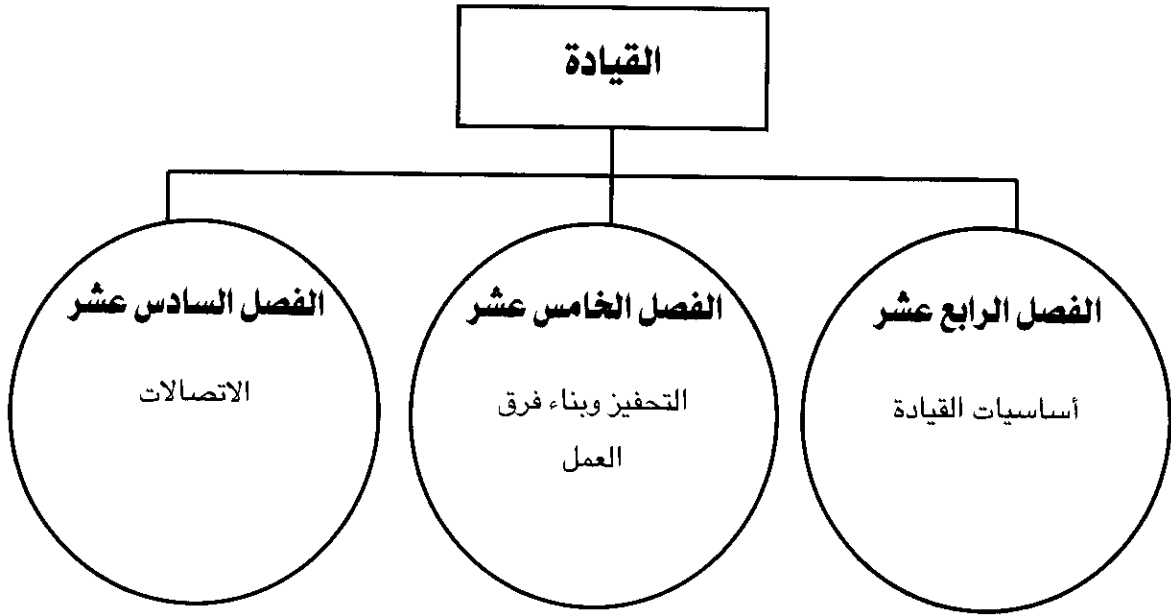 القيادة
الفصل الرابع عشر
أساسيات القيادة
الفصل الخامس عشر
التحفيز وبناء فرق
العمل
الفصل السادس عشر
الاتصالات